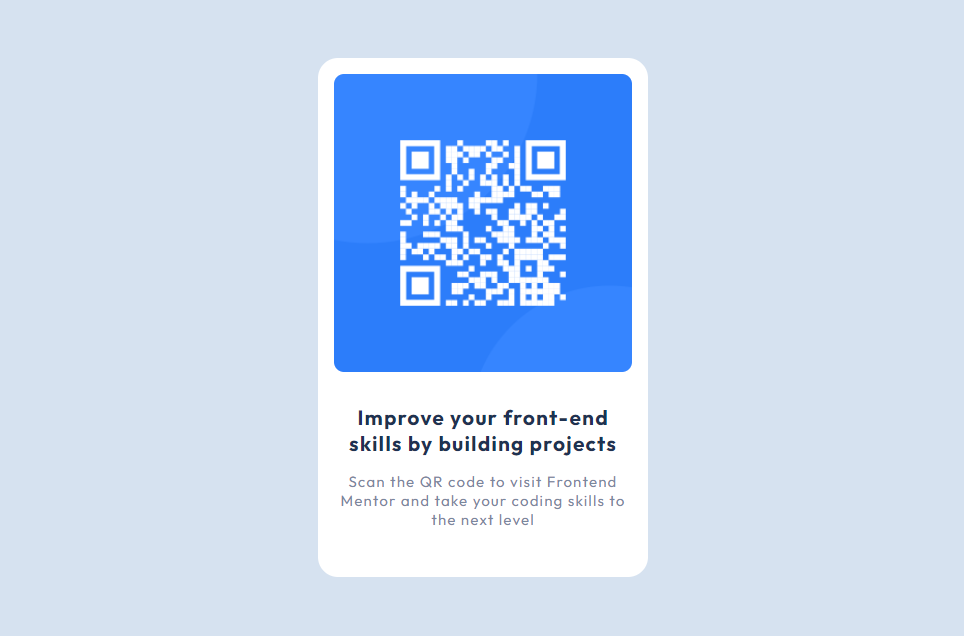 Improve your front-end
skills by building projects
Scan the QR code to visit Frontend
Mentor and take your coding skills to
the next level